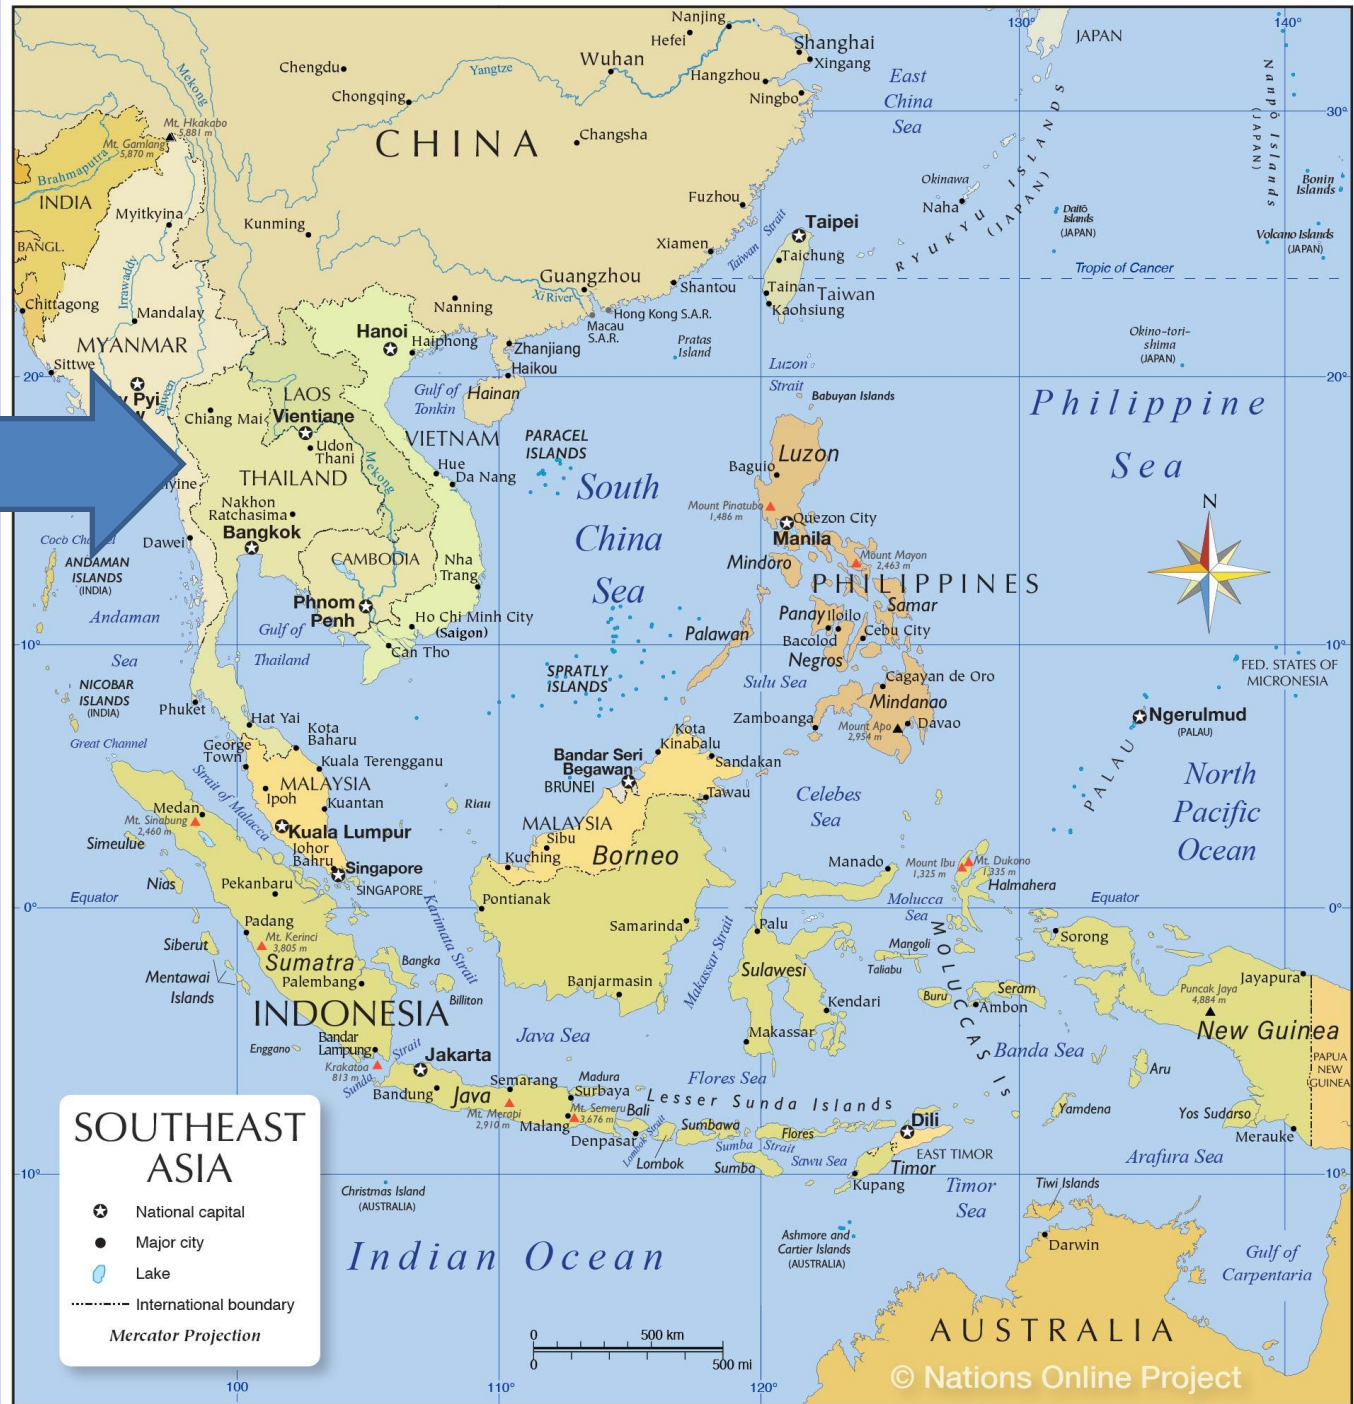 Nanjing
130°
140°
JAPAN
Hefei
Shanghai
Wuhan
Xingang
Chengdu
Yangtze
Hangzhou
East
China
Sea
Mekong
Chongqing
Ningbo
Nanpō Islands
(JAPAN)
30°
30°
Mt. Hkakabo
5,881 m
Changsha
CHINA
Mt. Gamlang
5,870 m
Brahmaputra
INDIA
Okinawa
Bonin
Islands
Fuzhou
Naha
RYUKYU ISLANDS
(JAPAN)
Daitō
Islands
(JAPAN)
Myitkyina
Kunming
Taipei
Taiwan Strait
Volcano Islands
(JAPAN)
BANGL.
Xiamen
Taichung
Irrawaddy
Guangzhou
Tropic of Cancer
Xi River
Shantou
Tainan
Taiwan
Chittagong
Nanning
Kaohsiung
Mandalay
Hong Kong S.A.R.
Macau
S.A.R.
Hanoi
Haiphong
Zhanjiang
Pratas
Island
Okino-tori-
shima
(JAPAN)
MYANMAR
Sittwe
Haikou
Luzon
Strait
20°
20°
Gulf of
Tonkin
Hainan
Babuyan Islands
LAOS
y Pyi
Chiang Mai
Vientiane
Philippine
Sea
VIETNAM
PARACEL
ISLANDS
Udon
Thani
Luzon
Hue
Baguio
Mekong
Da Nang
THAILAND
yine
South
China
Sea
Nakhon
Ratchasima
Mount Pinatubo
1,486 m
N
Quezon City
Bangkok
Manila
Dawei
Mount Mayon
2,463 m
ANDAMAN
ISLANDS
(INDIA)
CAMBODIA
Nha
Trang
Mindoro
PHILIPPINES
Phnom
Penh
Samar
Andaman
Sea
Ho Chi Minh City
(Saigon)
Panay
Iloilo
Gulf of
Thailand
Palawan
Bacolod
Cebu City
10°
10°
Can Tho
Negros
FED. STATES OF
MICRONESIA
SPRATLY
ISLANDS
Cagayan de Oro
NICOBAR
ISLANDS
(INDIA)
Sulu Sea
Mindanao
Phuket
Hat Yai
Zamboanga
Davao
Ngerulmud
(PALAU)
Kota
Baharu
Kota
Kinabalu
Mount Apo
2,954 m
PALAU
Great Channel
George
Town
Kuala Terengganu
Bandar Seri
Begawan
BRUNEI
Sandakan
North
Pacific
Ocean
MALAYSIA
Ipoh
Strait of Malacca
Kuantan
Riau
Tawau
Celebes
Sea
Medan
Mt. Sinabung
2,460 m
MALAYSIA
Kuala Lumpur
Sibu
Simeulue
Johor
Bahru
Borneo
Kuching
Manado
Mount Ibu
1,325 m
Mt. Dukono
1,335 m
Singapore
SINGAPORE
Nias
Pekanbaru
Halmahera
Equator
Pontianak
Molucca
Sea
Equator
0°
0°
Karimata Strait
Padang
Samarinda
Palu
Sorong
Siberut
Mt. Kerinci
3,805 m
Makassar Strait
MOLUCCAS Is
Mangoli
Sumatra
Bangka
Taliabu
Mentawai
Islands
Palembang
Banjarmasin
Sulawesi
Jayapura
Billiton
Seram
Buru
Puncak Jaya
4,884 m
INDONESIA
Kendari
Ambon
Java Sea
Makassar
New Guinea
Enggano
Bandar
Lampung
Jakarta
Banda Sea
PAPUA
NEW
GUINEA
Krakatoa
813 m
Sunda Strait
Aru
Semarang
Madura
Flores Sea
Bandung
Java
Surbaya
Lesser Sunda Islands
Yamdena
Mt. Merapi
2,910 m
Mt. Semeru
3,676 m
Bali
Malang
Sumbawa
Dili
Yos Sudarso
Denpasar
Flores
Merauke
Lombok Strait
Lombok
Sumba Strait
Sumba
Sawu Sea
EAST TIMOR
Timor
Arafura Sea
10°
10°
Kupang
Timor
Sea
Tiwi Islands
Christmas Island
(AUSTRALIA)
Ashmore and
Cartier Islands
(AUSTRALIA)
Darwin
Indian Ocean
Gulf of
Carpentaria
AUSTRALIA
SOUTHEAST
ASIA
National capital
Major city
Lake
International boundary
Mercator Projection
0 500 km
0 500 mi
100
110°
120°
© Nations Online Project